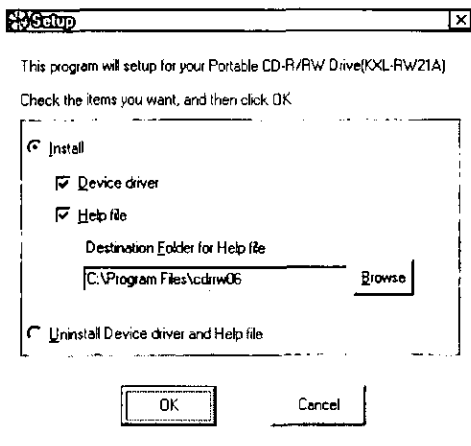 Setup
This program will setup for your Portable CD-R/RW Drive(KXL-RW21A)
Check the items you want, and then click OK
Install
Device driver
Help file
Destination Folder for Help file
C:\Program Files\cdrrw06
Browse
Uninstall Device driver and Help file
OK
Cancel